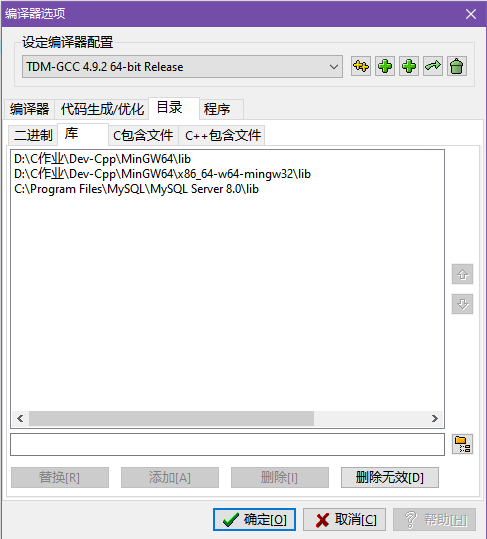 编译器选项
设定编译器配置
TDM-GCC 4.9.2 64-bit Release
编译器 代码生成/优化 目录 程序
二进制 库 C包含文件 C++包含文件
D:\C作业\Dev-Cpp\MinGW64\lib
D:\C作业\Dev-Cpp\MinGW64\x86_64-w64-mingw32\lib
C:\Program Files\MySQL\MySQL Server 8.0\lib
替换[R] 添加[A] 删除[I] 删除无效[D]
确定[O] 取消[C] 帮助[H]